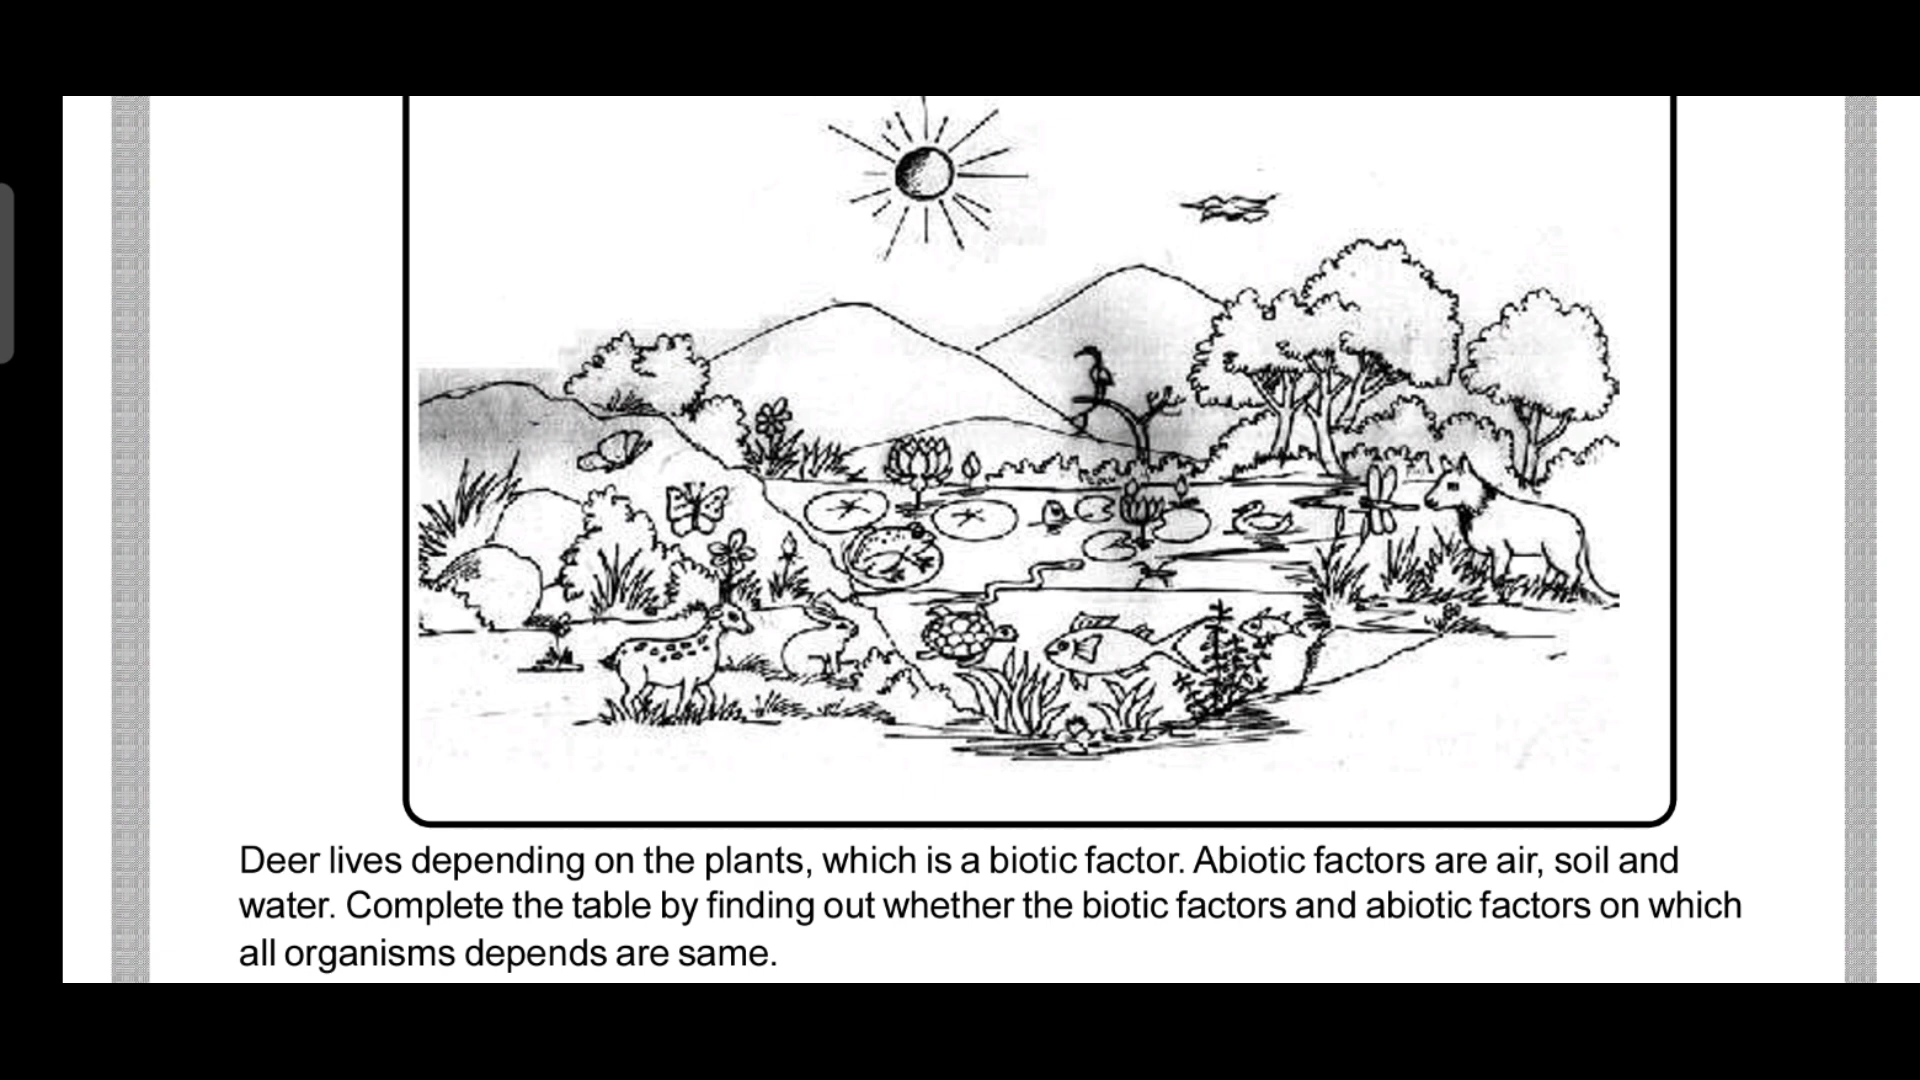 Deer lives depending on the plants, which is a biotic factor. Abiotic factors are air, soil and
water. Complete the table by finding out whether the biotic factors and abiotic factors on which
all organisms depends are same.